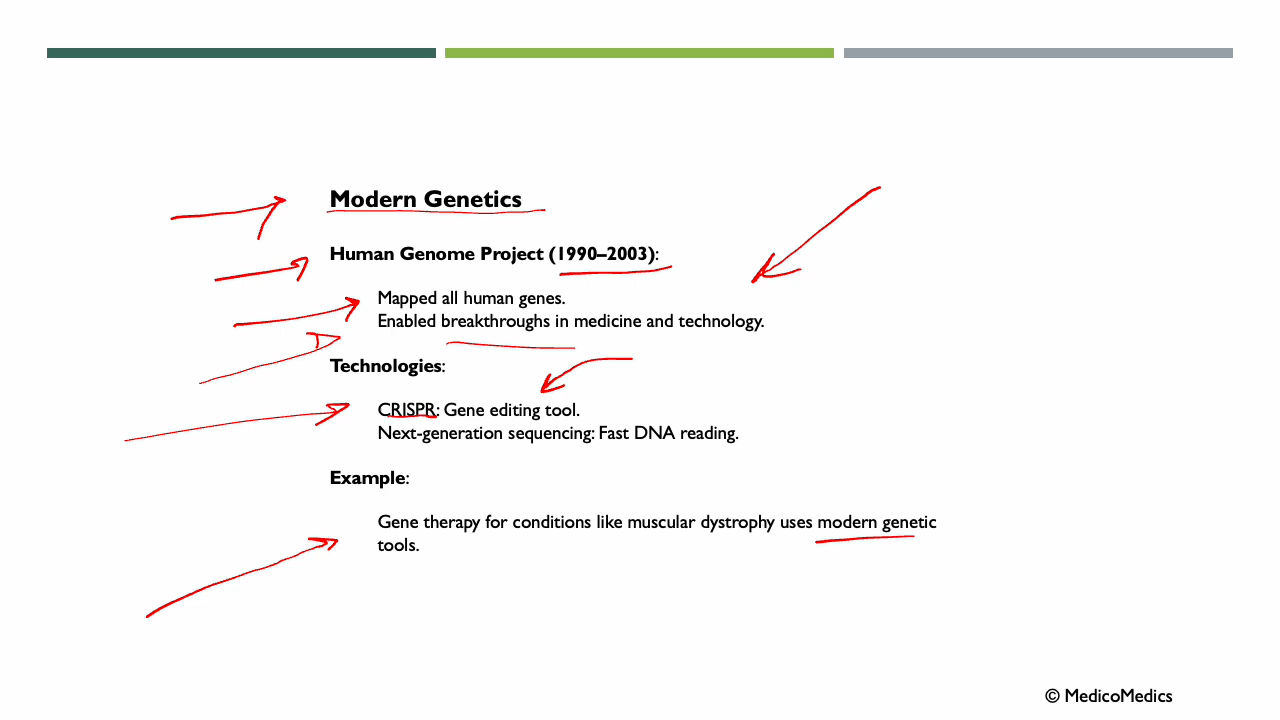 Modern Genetics
Human Genome Project (1990–2003):
Mapped all human genes.
Enabled breakthroughs in medicine and technology.
Technologies:
CRISPR: Gene editing tool.
Next-generation sequencing: Fast DNA reading.
Example:
Gene therapy for conditions like muscular dystrophy uses modern genetic
tools.
© MedicoMedics